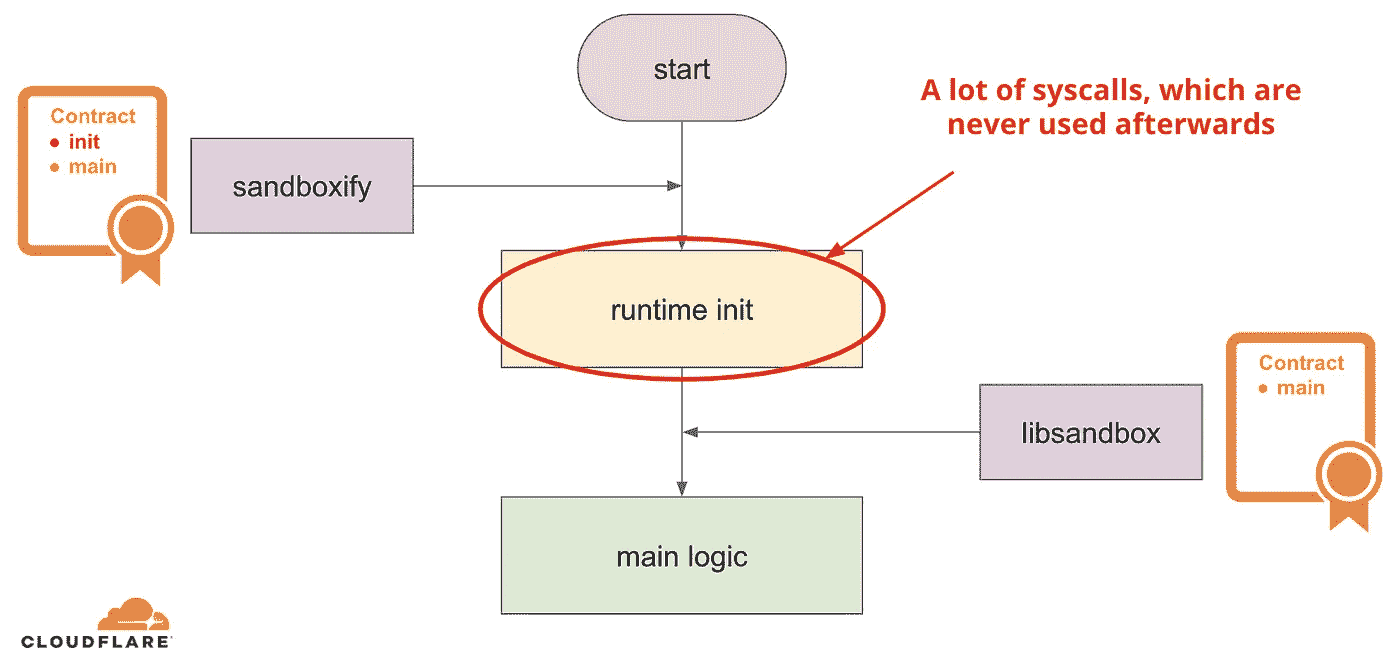 start
A lot of syscalls, which are
never used afterwards
Contract
• init
• main
sandboxify
runtime init
Contract
• main
libsandbox
main logic
CLOUDFLARE